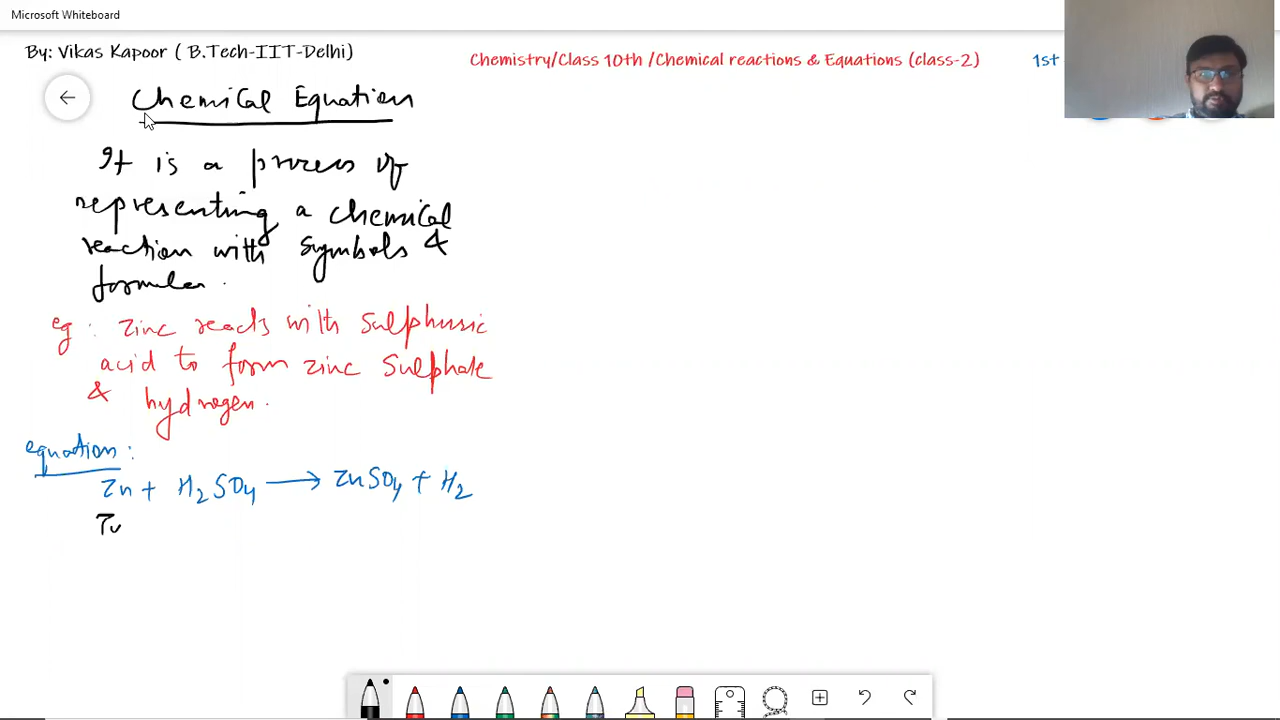 Microsoft Whiteboard
By: Vikas Kapoor ( B.Tech-IIT-Delhi)
Chemistry/Class 10th /Chemical reactions & Equations (class-2)
1st
Chemical Equation
It is a process of
representing a chemical
reaction with symbols &
formulae.
eg: Zinc reacts with Sulphuric
acid to form zinc Sulphate
& hydrogen.
equation:
Zn + H₂SO₄ ⟶ ZnSO₄ + H₂